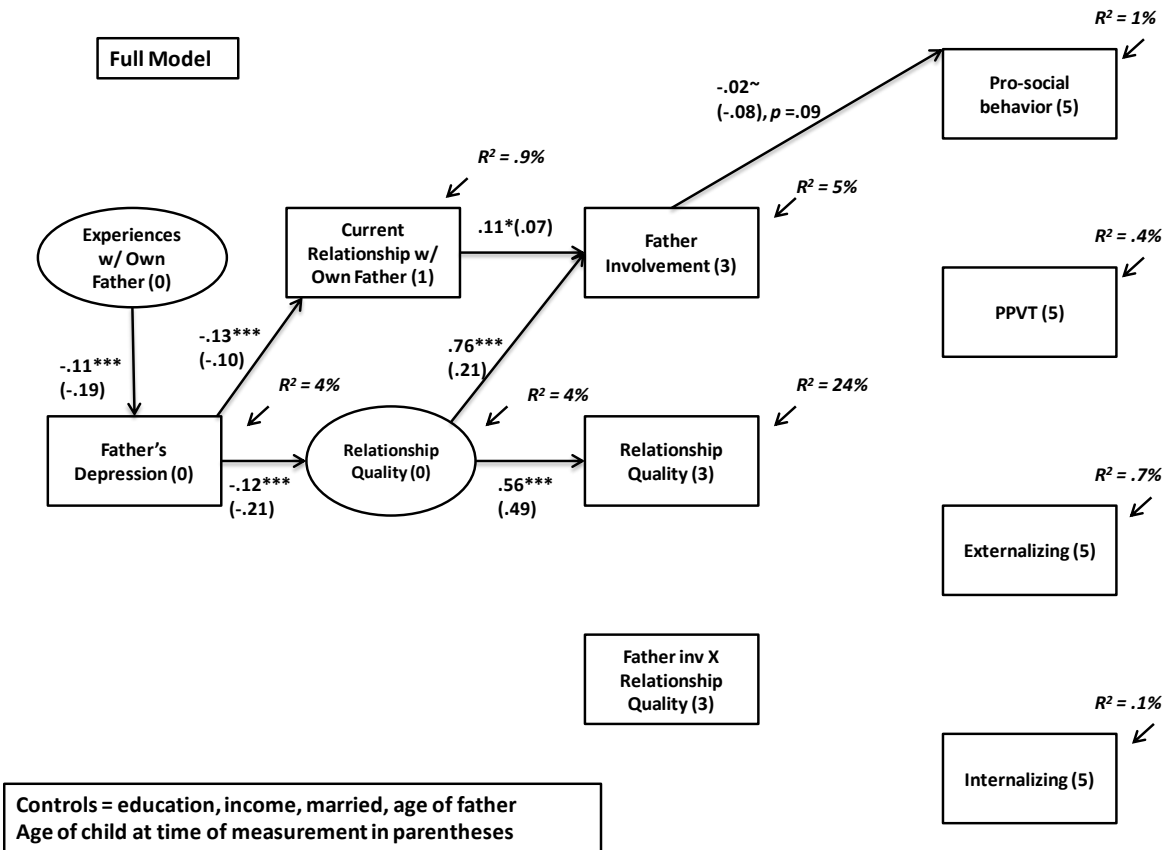 R² = 1%
Full Model
Pro-social
behavior (5)
-.02~
(-.08), p =.09
R² = .9%
R² = 5%
Experiences
w/ Own
Father (0)
Current
Relationship w/
Own Father (1)
.11*(.07)
Father
Involvement (3)
R² = .4%
PPVT (5)
-.11***
(-.19)
-.13***
(-.10)
.76***
(.21)
R² = 4%
R² = 4%
R² = 24%
Father's
Depression (0)
-.12***
(-.21)
Relationship
Quality (0)
.56***
(.49)
Relationship
Quality (3)
R² = .7%
Externalizing (5)
Father inv X
Relationship
Quality (3)
R² = .1%
Internalizing (5)
Controls = education, income, married, age of father
Age of child at time of measurement in parentheses